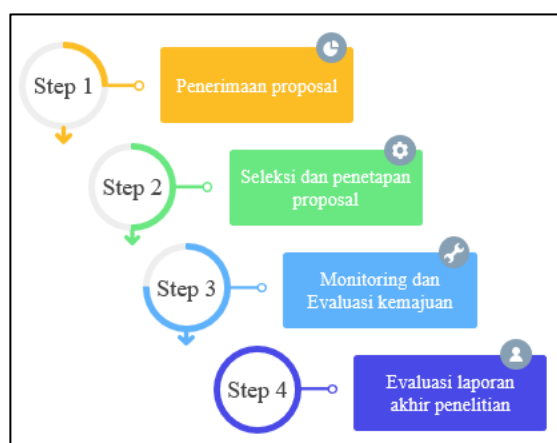 Step 1
Penerimaan proposal
Step 2
Seleksi dan penetapan
proposal
Step 3
Monitoring dan
Evaluasi kemajuan
Step 4
Evaluasi laporan
akhir penelitian